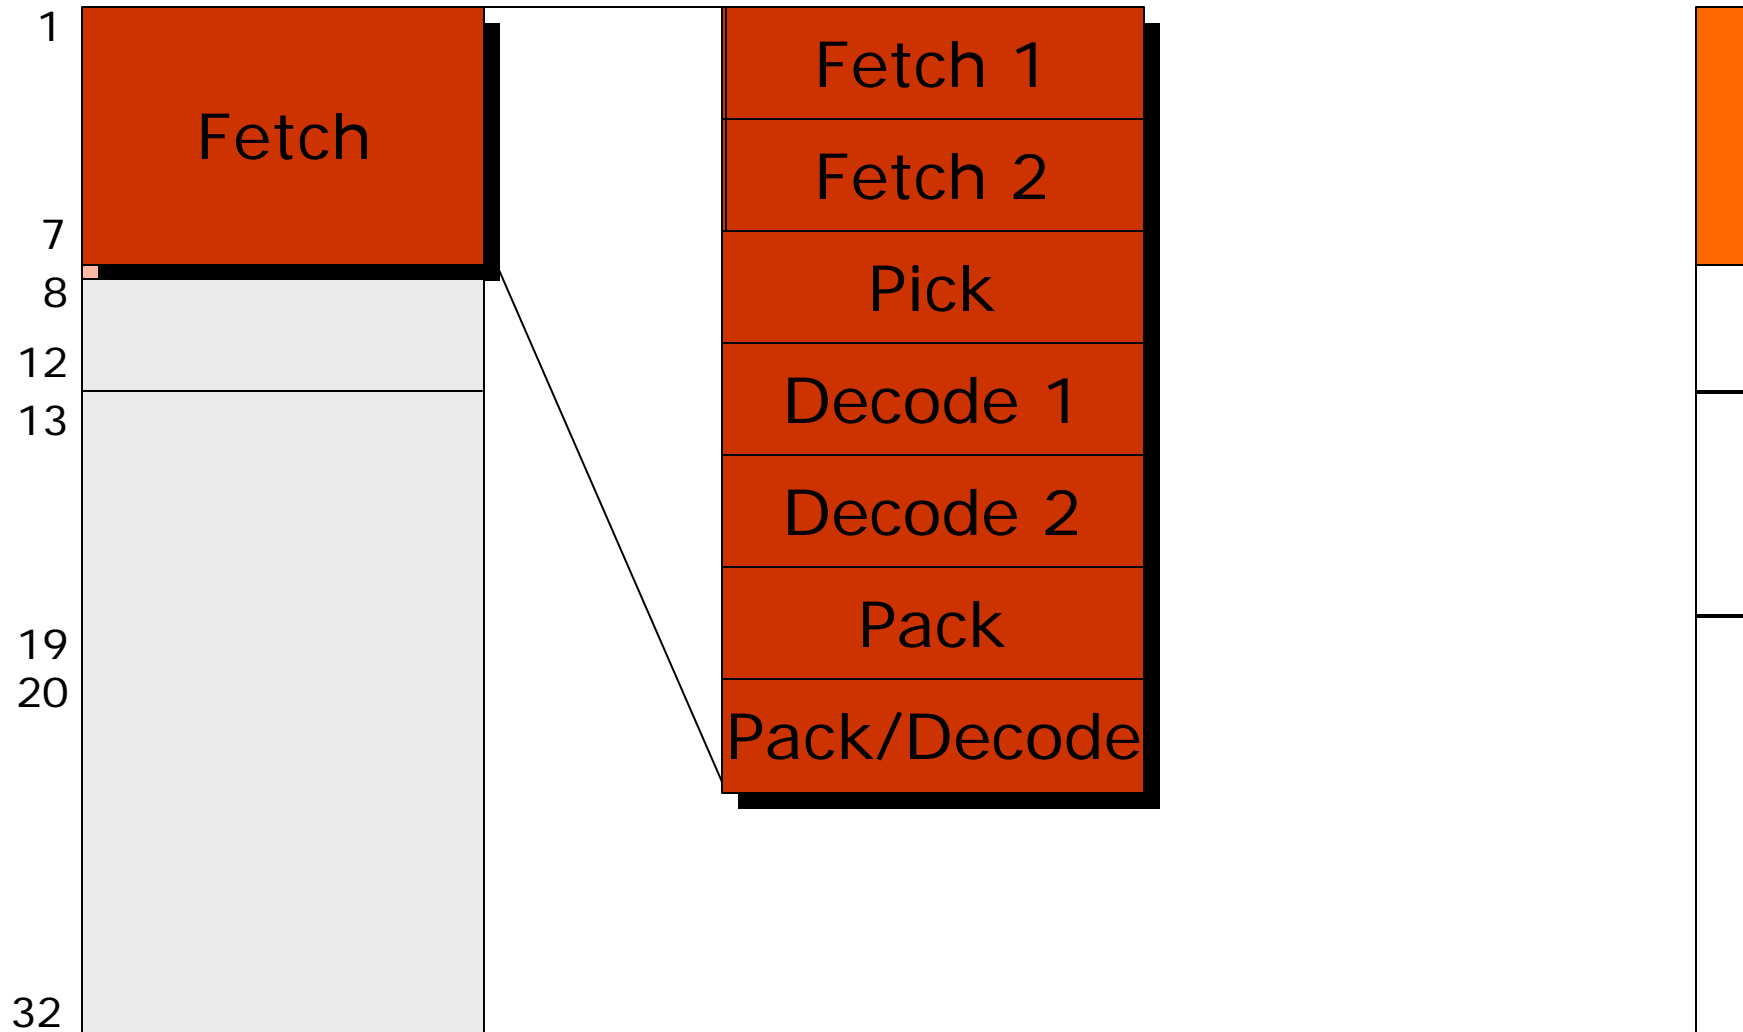 1
Fetch
7
8
12
13
19
20
32
Fetch 1
Fetch 2
Pick
Decode 1
Decode 2
Pack
Pack/Decode